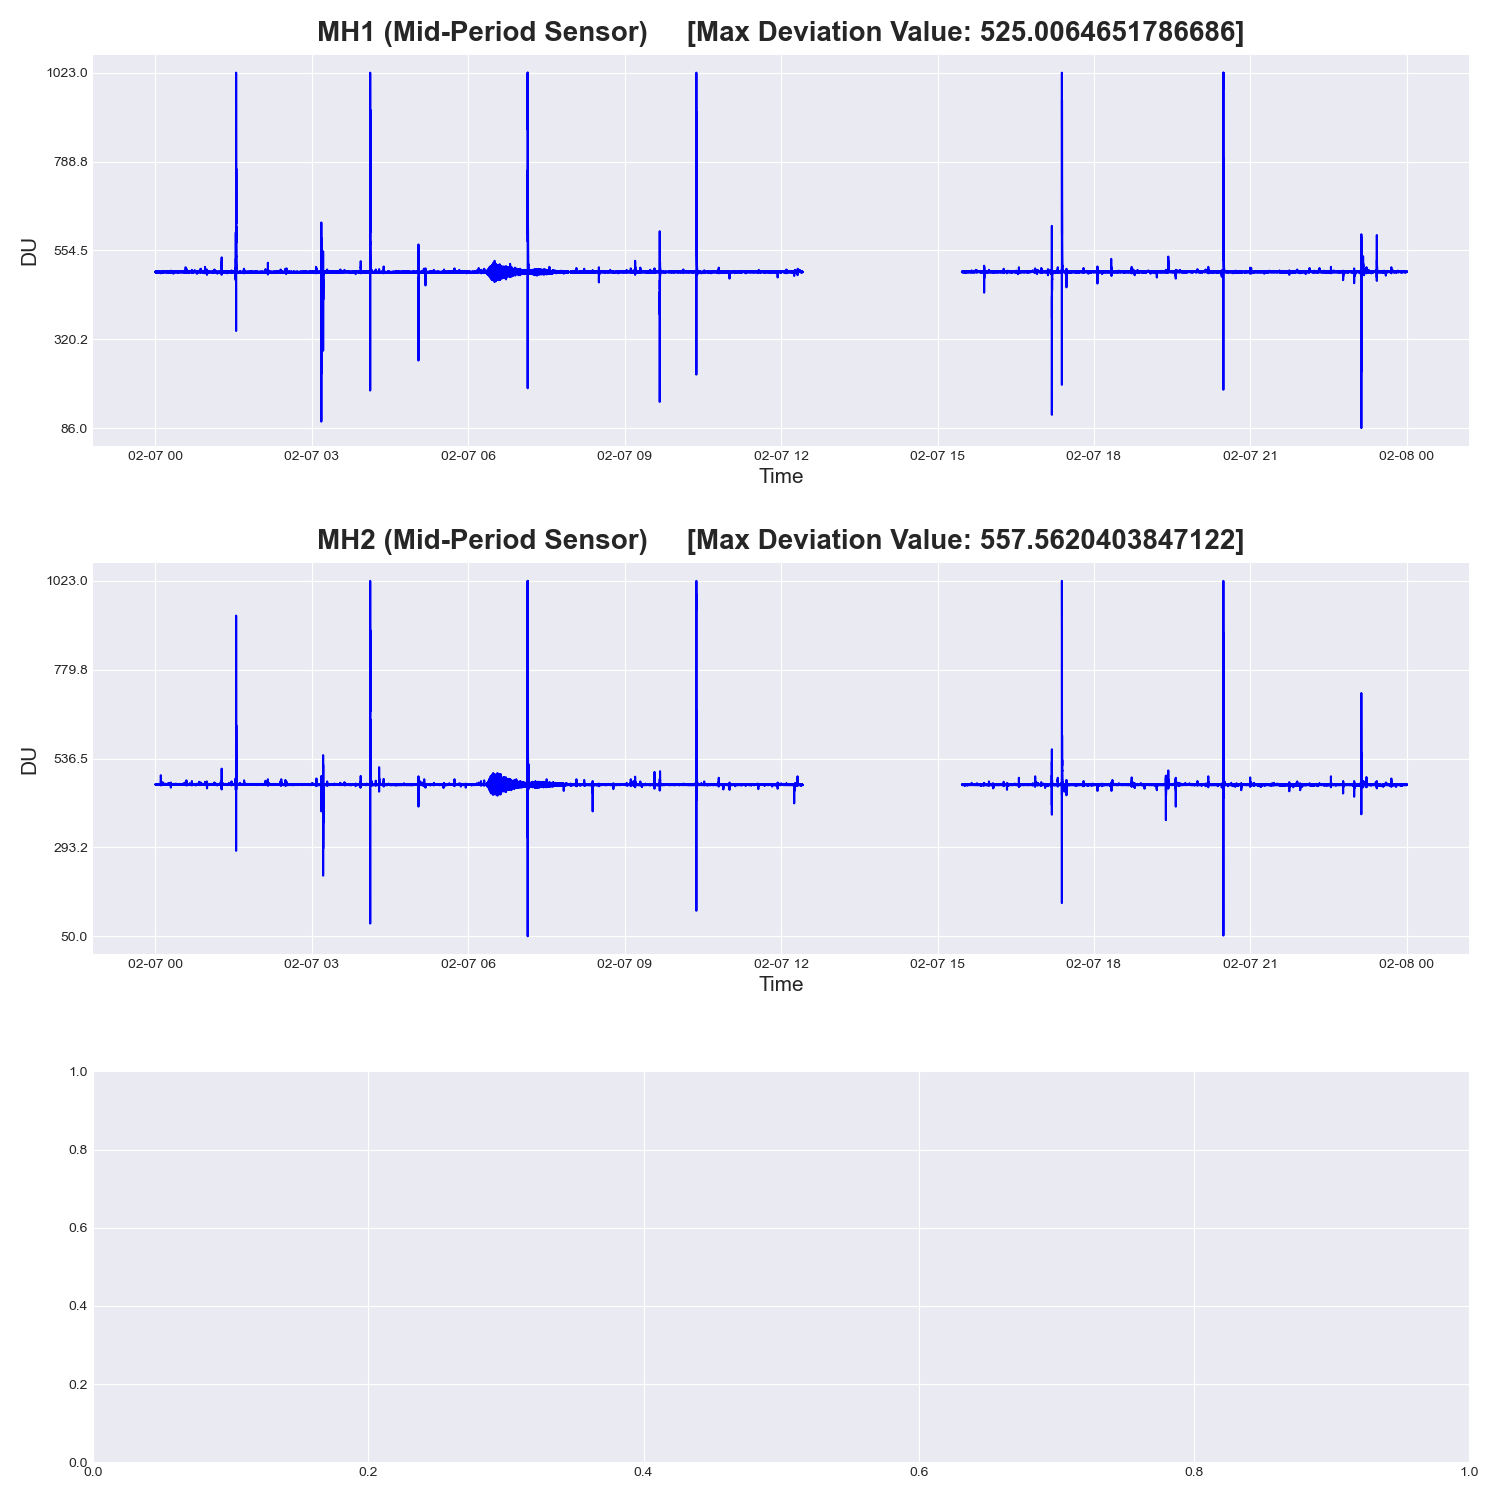 MH1 (Mid-Period Sensor) [Max Deviation Value: 525.0064651786686]
1023.0
788.8
554.5
320.2
86.0
DU
02-07 00 02-07 03 02-07 06 02-07 09 02-07 12 02-07 15 02-07 18 02-07 21 02-08 00
Time
MH2 (Mid-Period Sensor) [Max Deviation Value: 557.5620403847122]
1023.0
779.8
536.5
293.2
50.0
DU
02-07 00 02-07 03 02-07 06 02-07 09 02-07 12 02-07 15 02-07 18 02-07 21 02-08 00
Time
1.0
0.8
0.6
0.4
0.2
0.0
0.0 0.2 0.4 0.6 0.8 1.0